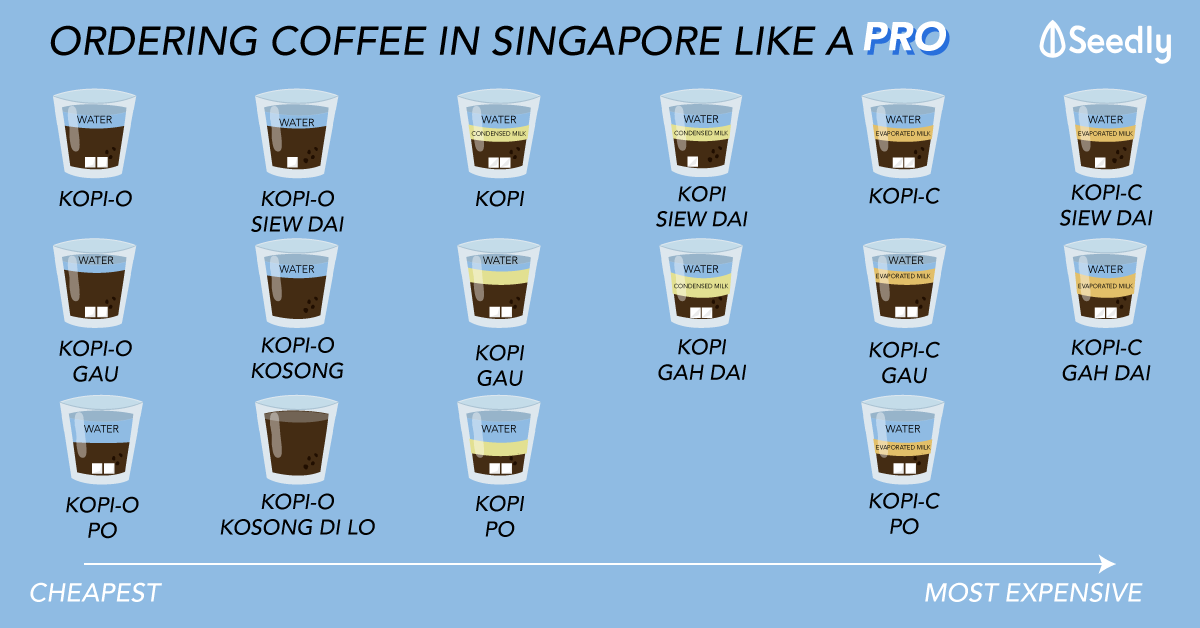 ORDERING COFFEE IN SINGAPORE LIKE A PRO
Seedly
WATER
KOPI-O
WATER
KOPI-O
SIEW DAI
WATER
CONDENSED MILK
KOPI
WATER
CONDENSED MILK
KOPI
SIEW DAI
WATER
EVAPORATED MILK
KOPI-C
WATER
EVAPORATED MILK
KOPI-C
SIEW DAI
WATER
KOPI-O
GAU
WATER
KOPI-O
KOSONG
WATER
KOPI
GAU
WATER
CONDENSED MILK
KOPI
GAH DAI
WATER
EVAPORATED MILK
KOPI-C
GAU
WATER
EVAPORATED MILK
KOPI-C
GAH DAI
WATER
KOPI-O
PO
KOPI-O
KOSONG DI LO
WATER
KOPI
PO
WATER
EVAPORATED MILK
KOPI-C
PO
CHEAPEST
MOST EXPENSIVE